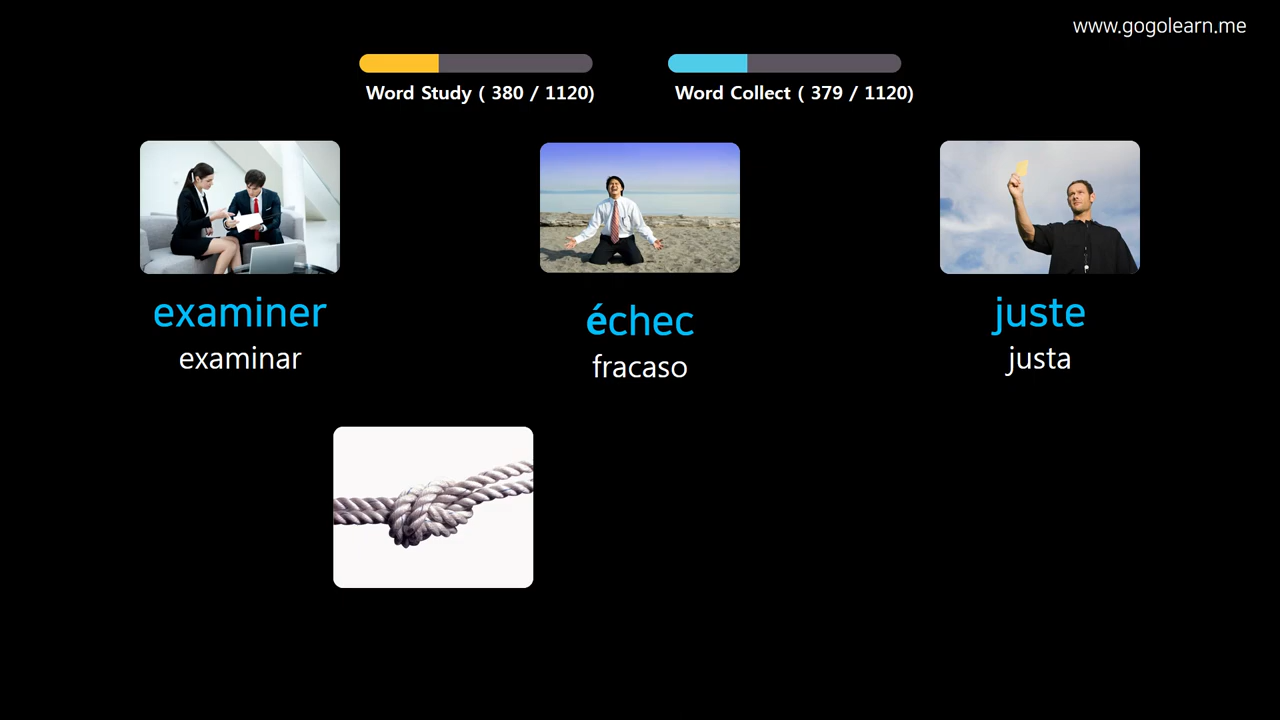 www.gogolearn.me
Word Study ( 380 / 1120)
Word Collect ( 379 / 1120)
examiner
examinar
échec
fracaso
juste
justa